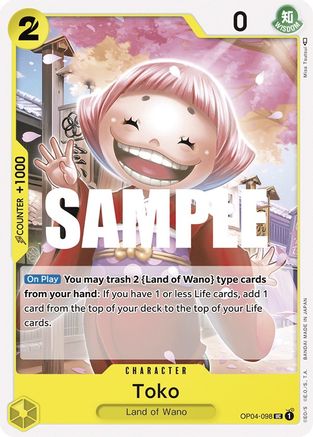 2
0
知
WISDOM
COUNTER +1000
SAMPLE
On Play You may trash 2 {Land of Wano} type cards
from your hand: If you have 1 or less Life cards, add 1
card from the top of your deck to the top of your Life
cards.
CHARACTER
Toko
Land of Wano
OP04-098 UC 1